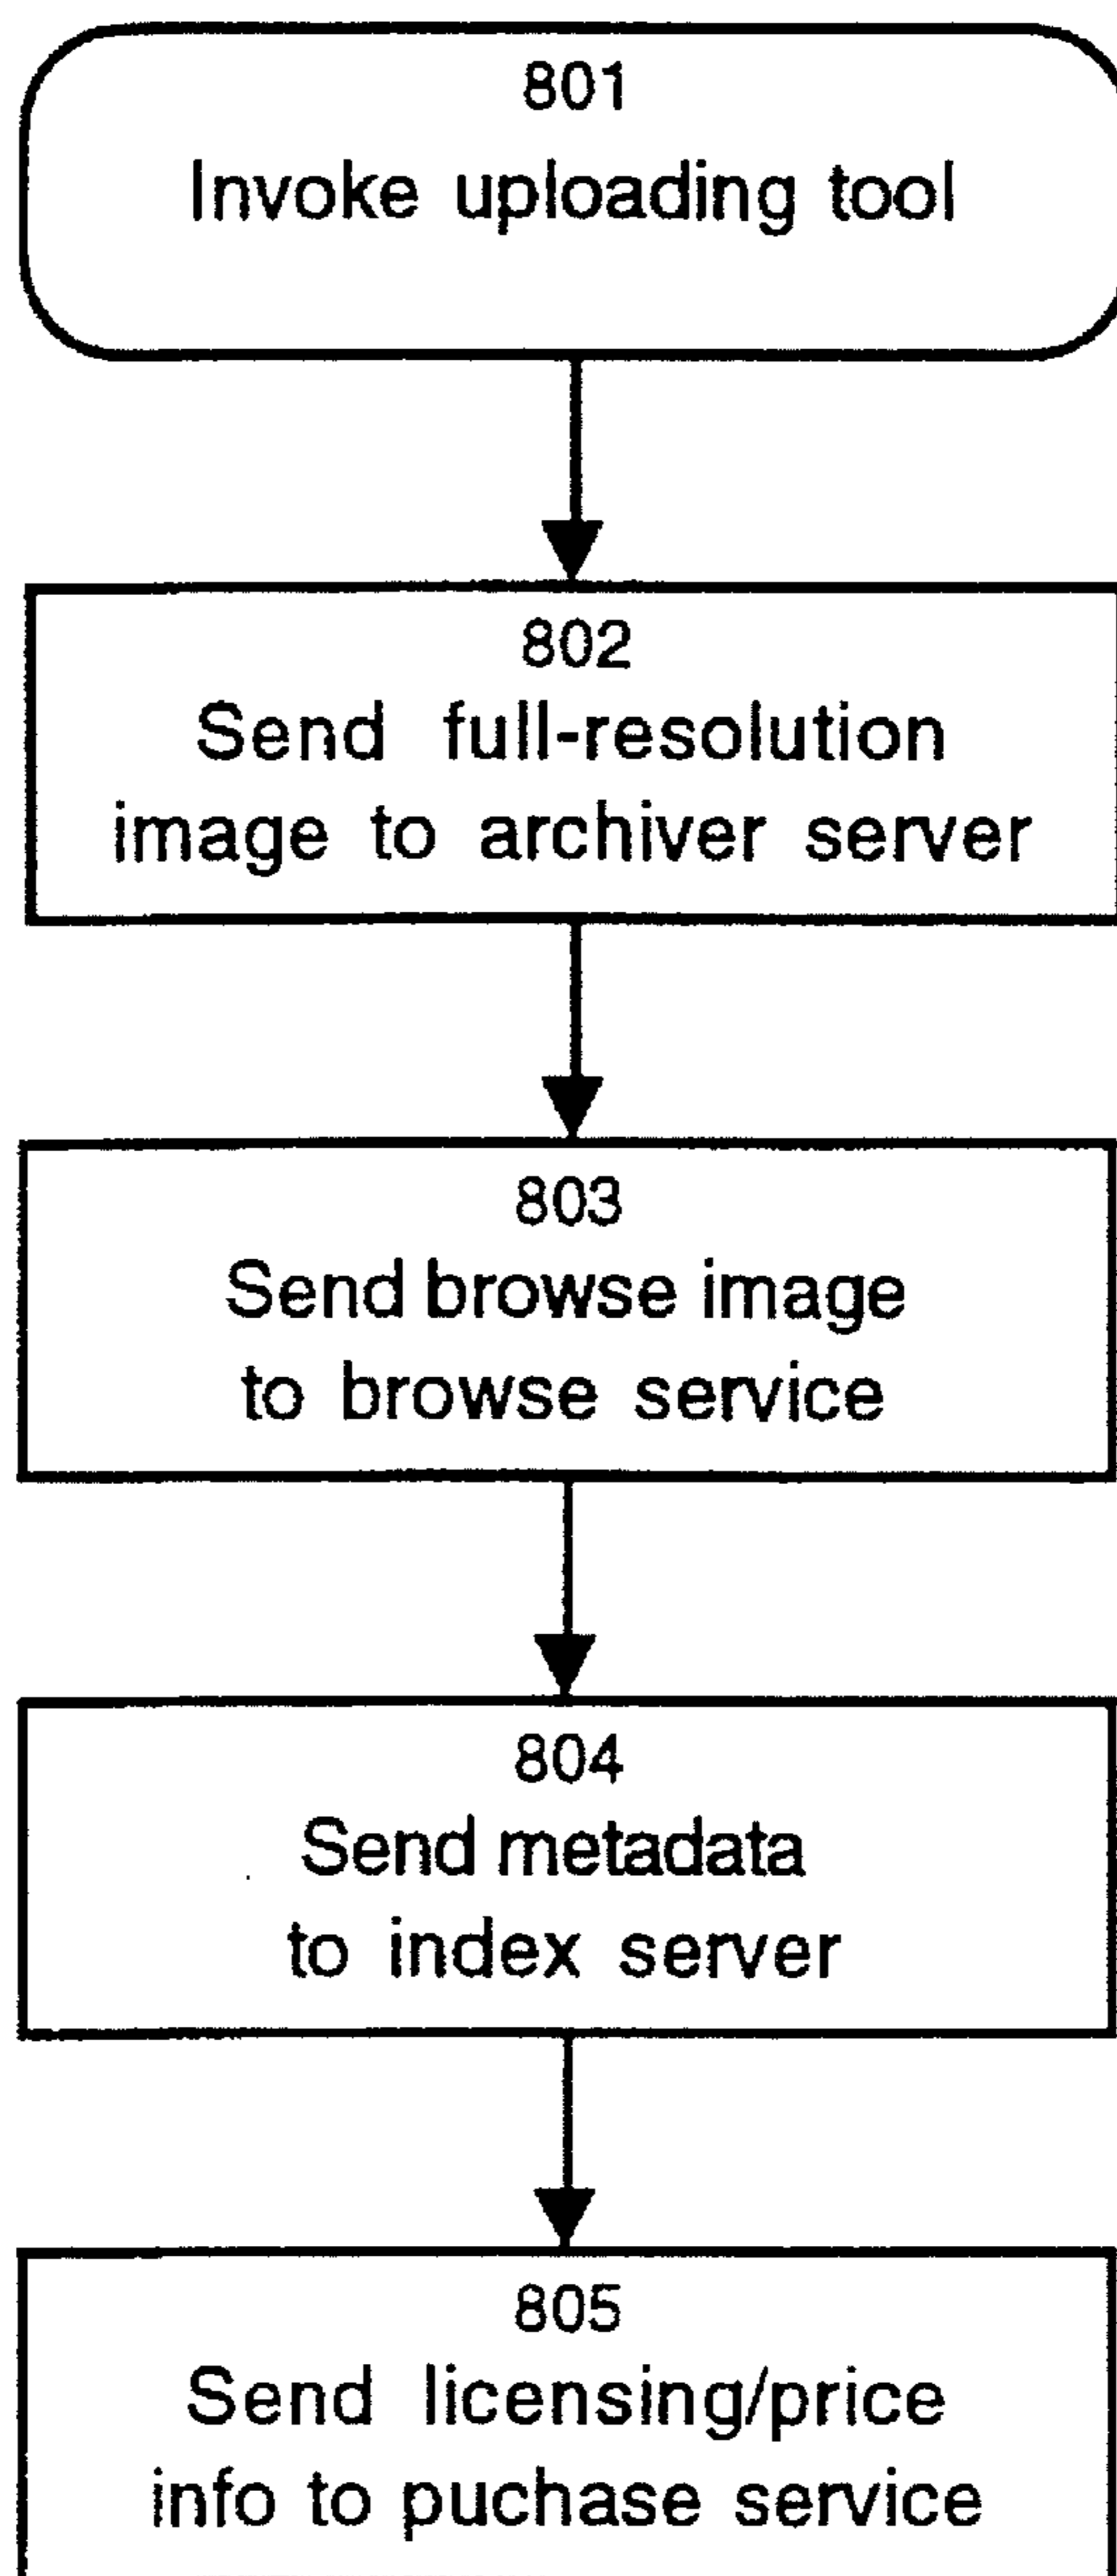 801
Invoke uploading tool
802
Send full-resolution
image to archiver server
803
Send browse image
to browse service
804
Send metadata
to index server
805
Send licensing/price
info to puchase service